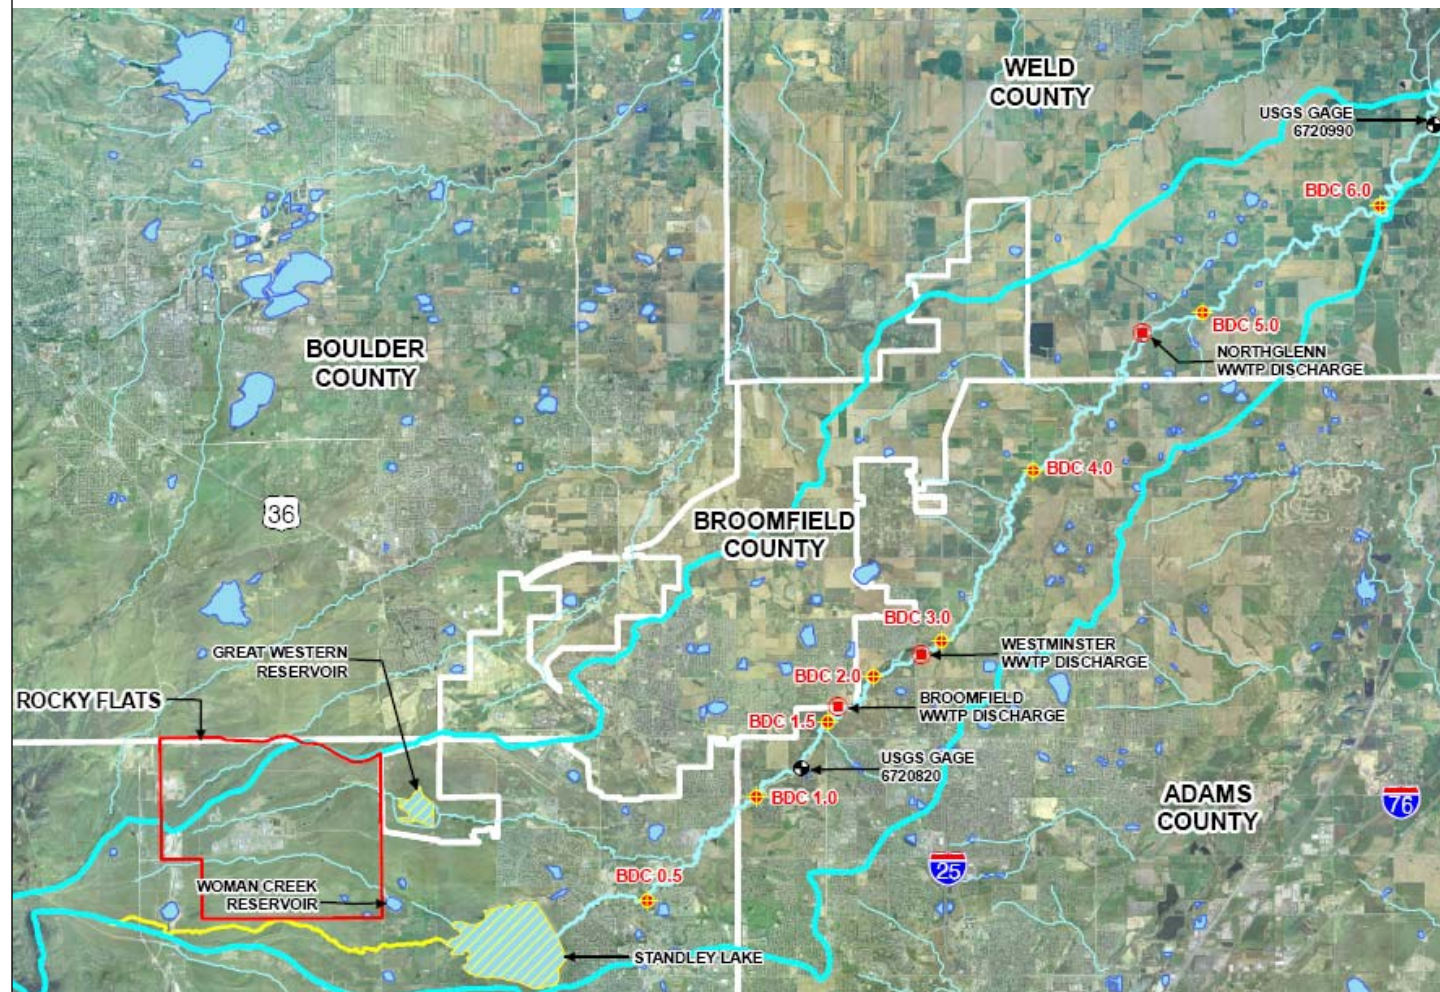 WELD
COUNTY
USGS GAGE
6720990
BDC 6.0
BDC 5.0
NORTHGLENN
WWTP DISCHARGE
BOULDER
COUNTY
BDC 4.0
36
BROOMFIELD
COUNTY
BDC 3.0
GREAT WESTERN
RESERVOIR
WESTMINSTER
WWTP DISCHARGE
BDC 2.0
ROCKY FLATS
BROOMFIELD
WWTP DISCHARGE
BDC 1.5
USGS GAGE
6720820
BDC 1.0
ADAMS
COUNTY
76
25
BDC 0.5
WOMAN CREEK
RESERVOIR
STANDLEY LAKE